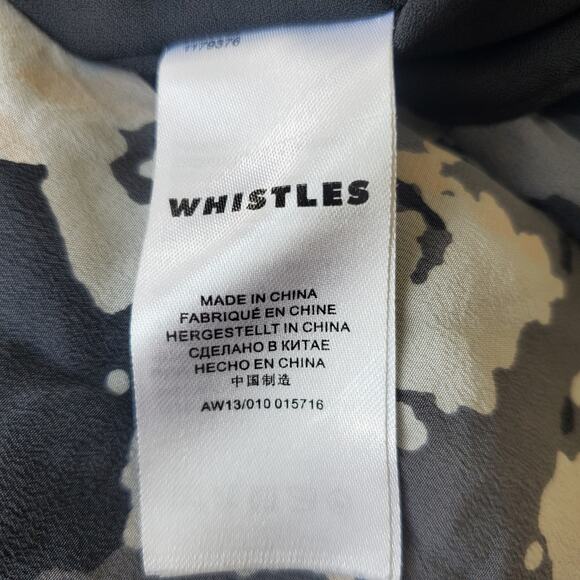 1179376
WHISTLES
MADE IN CHINA
FABRIQUÉ EN CHINE
HERGESTELLT IN CHINA
СДЕЛАНО В КИТАЕ
HECHO EN CHINA
中国制造
AW13/010 015716